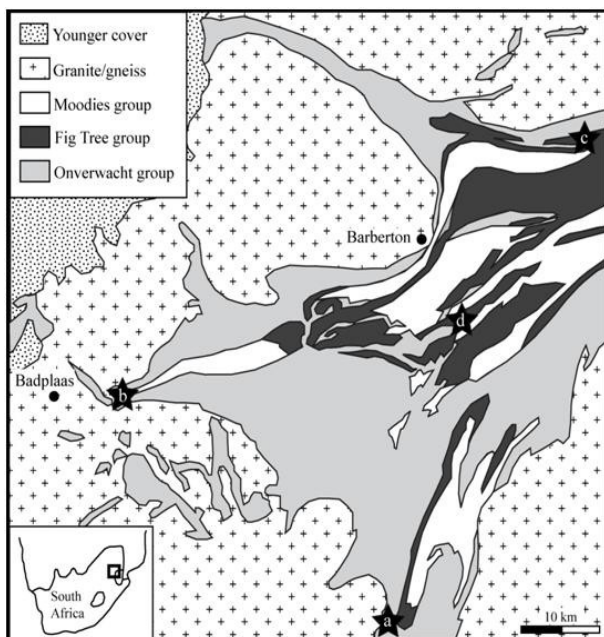 Younger cover
Granite/gneiss
Moodies group
Fig Tree group
Onverwacht group
c
Barberton
d
Badplaas
b
South
Africa
a
10 km